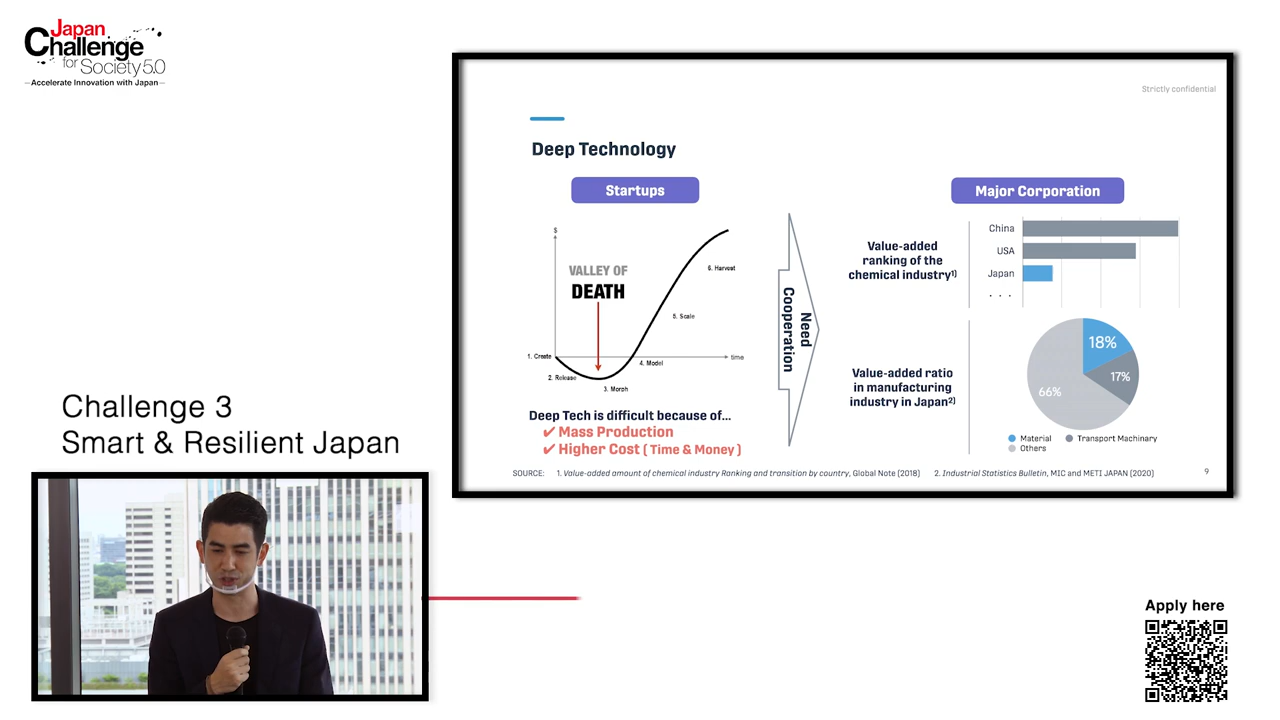 Japan
Challenge
for Society 5.0
—Accelerate Innovation with Japan—
Strictly confidential
Deep Technology
Startups
Major Corporation
$
VALLEY OF
DEATH
1. Create
2. Release
3. Morph
4. Model
5. Scale
6. Harvest
time
Need
Cooperation
Value-added
ranking of the
chemical industry1)
China
USA
Japan
. . .
Value-added ratio
in manufacturing
industry in Japan2)
18%
17%
66%
Material
Transport Machinery
Others
Deep Tech is difficult because of...
✔ Mass Production
✔ Higher Cost ( Time & Money )
SOURCE: 1. Value-added amount of chemical industry Ranking and transition by country, Global Note (2018) 2. Industrial Statistics Bulletin, MIC and METI JAPAN (2020)
9
Challenge 3
Smart & Resilient Japan
Apply here